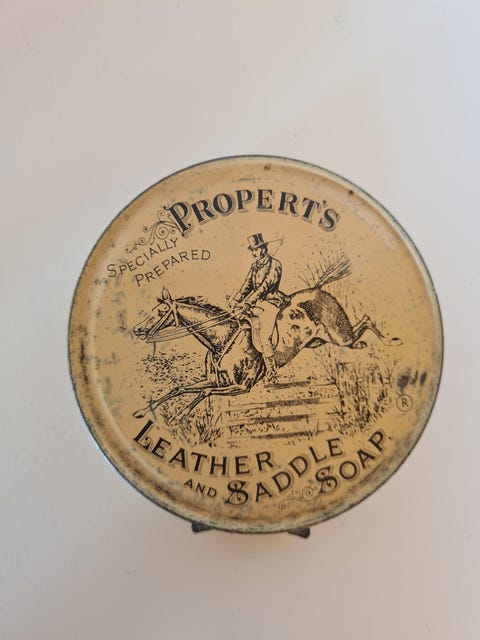 PROPERT'S
SPECIALLY
PREPARED
LEATHER
AND SADDLE
SOAP
®